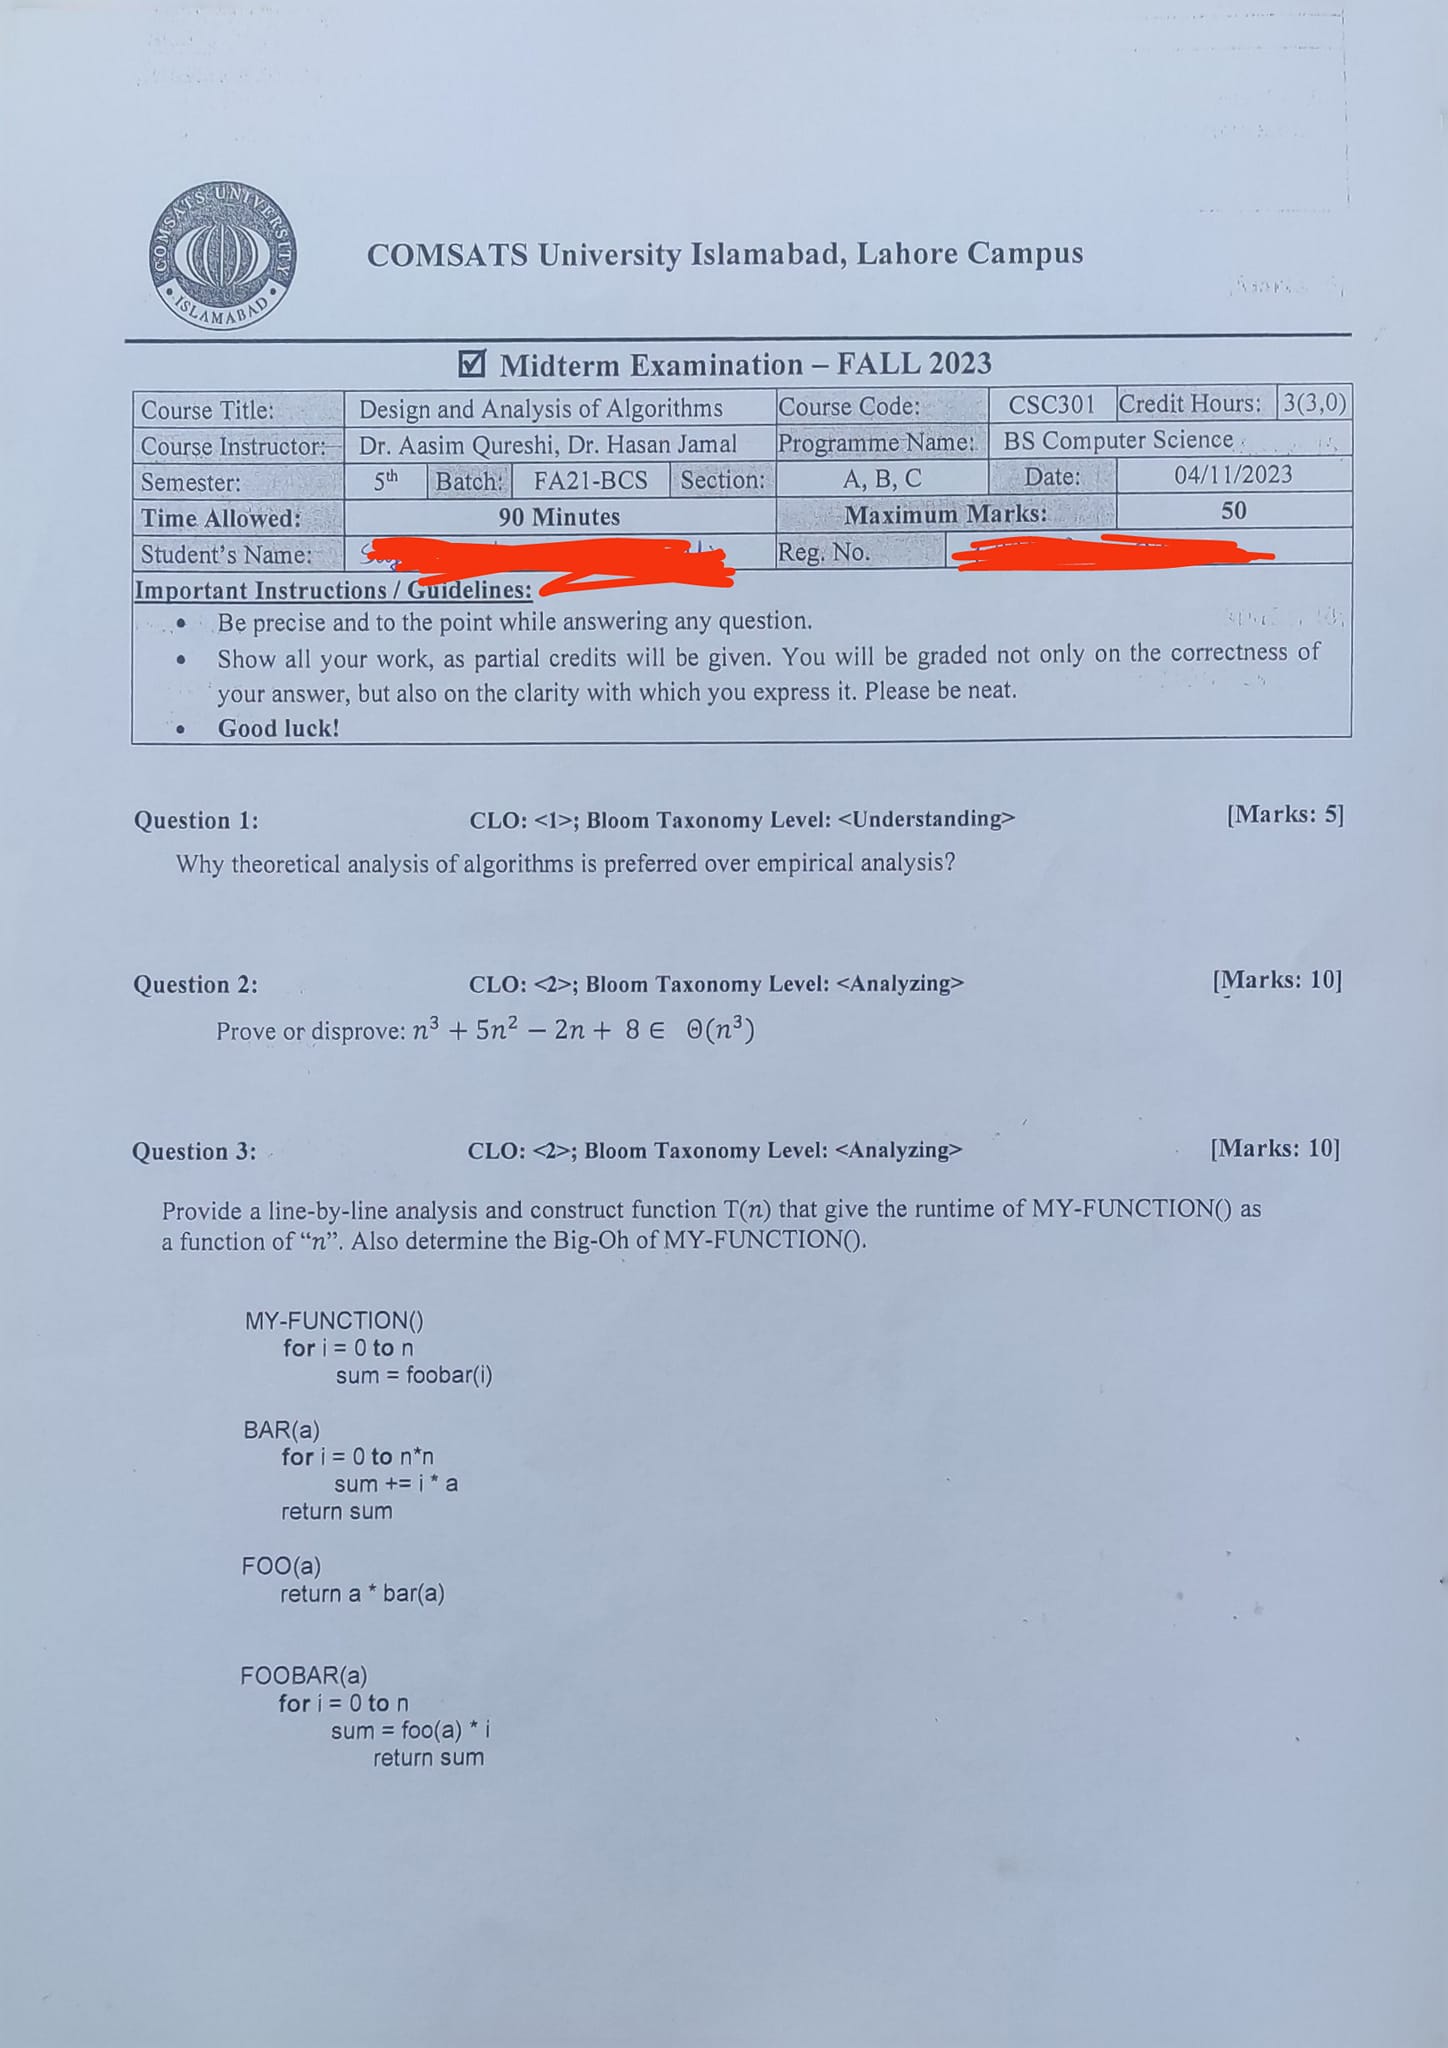 COMSATS UNIVERSITY
ISLAMABAD
COMSATS University Islamabad, Lahore Campus
☑ Midterm Examination – FALL 2023
Course Title: Design and Analysis of Algorithms Course Code: CSC301 Credit Hours: 3(3,0)
Course Instructor: Dr. Aasim Qureshi, Dr. Hasan Jamal Programme Name: BS Computer Science
Semester: 5th Batch: FA21-BCS Section: A, B, C Date: 04/11/2023
Time Allowed: 90 Minutes Maximum Marks: 50
Student's Name: Reg. No.
Important Instructions / Guidelines:
• Be precise and to the point while answering any question.
• Show all your work, as partial credits will be given. You will be graded not only on the correctness of
your answer, but also on the clarity with which you express it. Please be neat.
• Good luck!
Question 1: CLO: <1>; Bloom Taxonomy Level: <Understanding> [Marks: 5]
Why theoretical analysis of algorithms is preferred over empirical analysis?
Question 2: CLO: <2>; Bloom Taxonomy Level: <Analyzing> [Marks: 10]
Prove or disprove: n³ + 5n² − 2n + 8 ∈ Θ(n³)
Question 3: CLO: <2>; Bloom Taxonomy Level: <Analyzing> [Marks: 10]
Provide a line-by-line analysis and construct function T(n) that give the runtime of MY-FUNCTION() as
a function of “n”. Also determine the Big-Oh of MY-FUNCTION().
MY-FUNCTION()
for i = 0 to n
sum = foobar(i)
BAR(a)
for i = 0 to n*n
sum += i * a
return sum
FOO(a)
return a * bar(a)
FOOBAR(a)
for i = 0 to n
sum = foo(a) * i
return sum